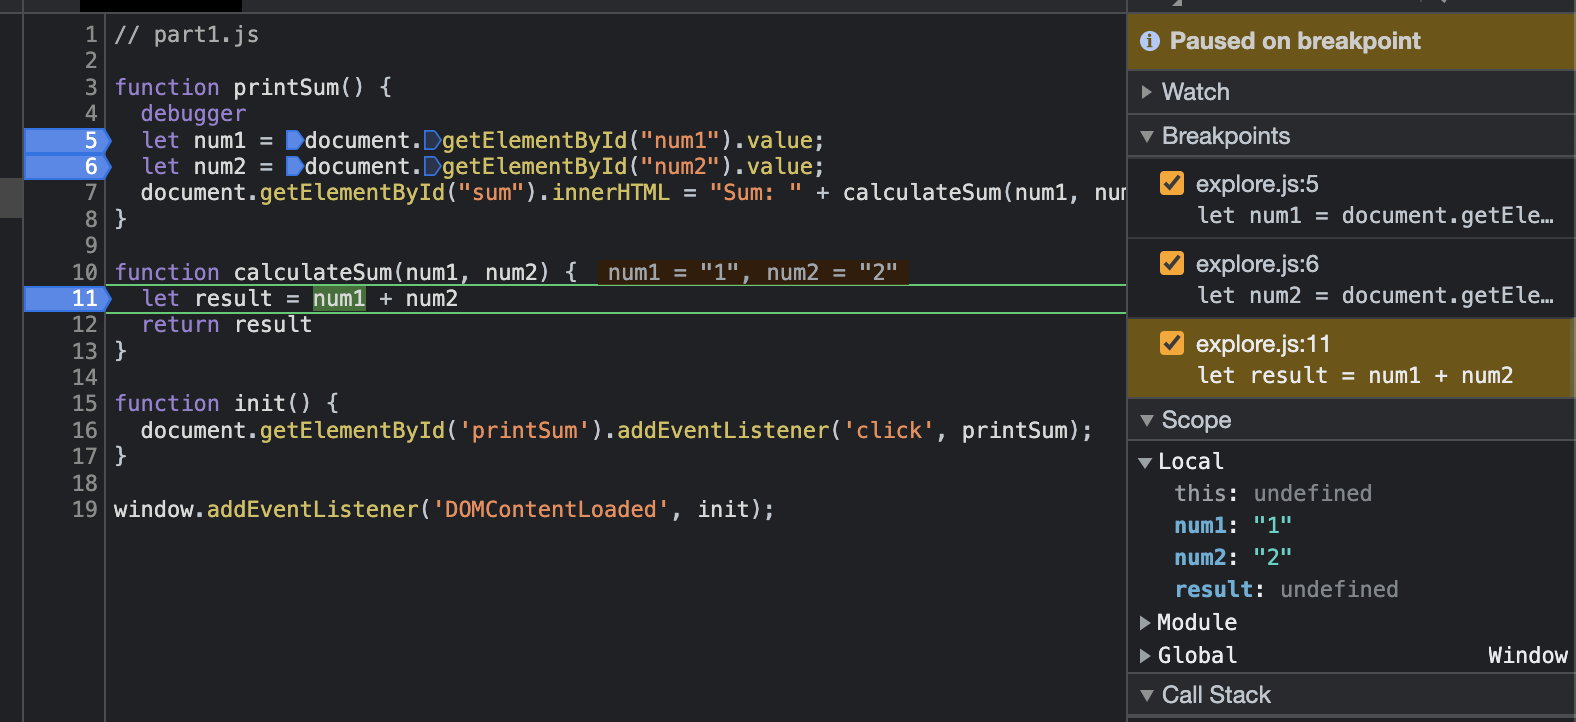 1 // part1.js
2
3 function printSum() {
4 debugger
5 let num1 = document.getElementById("num1").value;
6 let num2 = document.getElementById("num2").value;
7 document.getElementById("sum").innerHTML = "Sum: " + calculateSum(num1, nu
8 }
9
10 function calculateSum(num1, num2) { num1 = "1", num2 = "2"
11 let result = num1 + num2
12 return result
13 }
14
15 function init() {
16 document.getElementById('printSum').addEventListener('click', printSum);
17 }
18
19 window.addEventListener('DOMContentLoaded', init);
Paused on breakpoint
Watch
Breakpoints
explore.js:5
let num1 = document.getEle…
explore.js:6
let num2 = document.getEle…
explore.js:11
let result = num1 + num2
Scope
Local
this: undefined
num1: "1"
num2: "2"
result: undefined
Module
Global Window
Call Stack